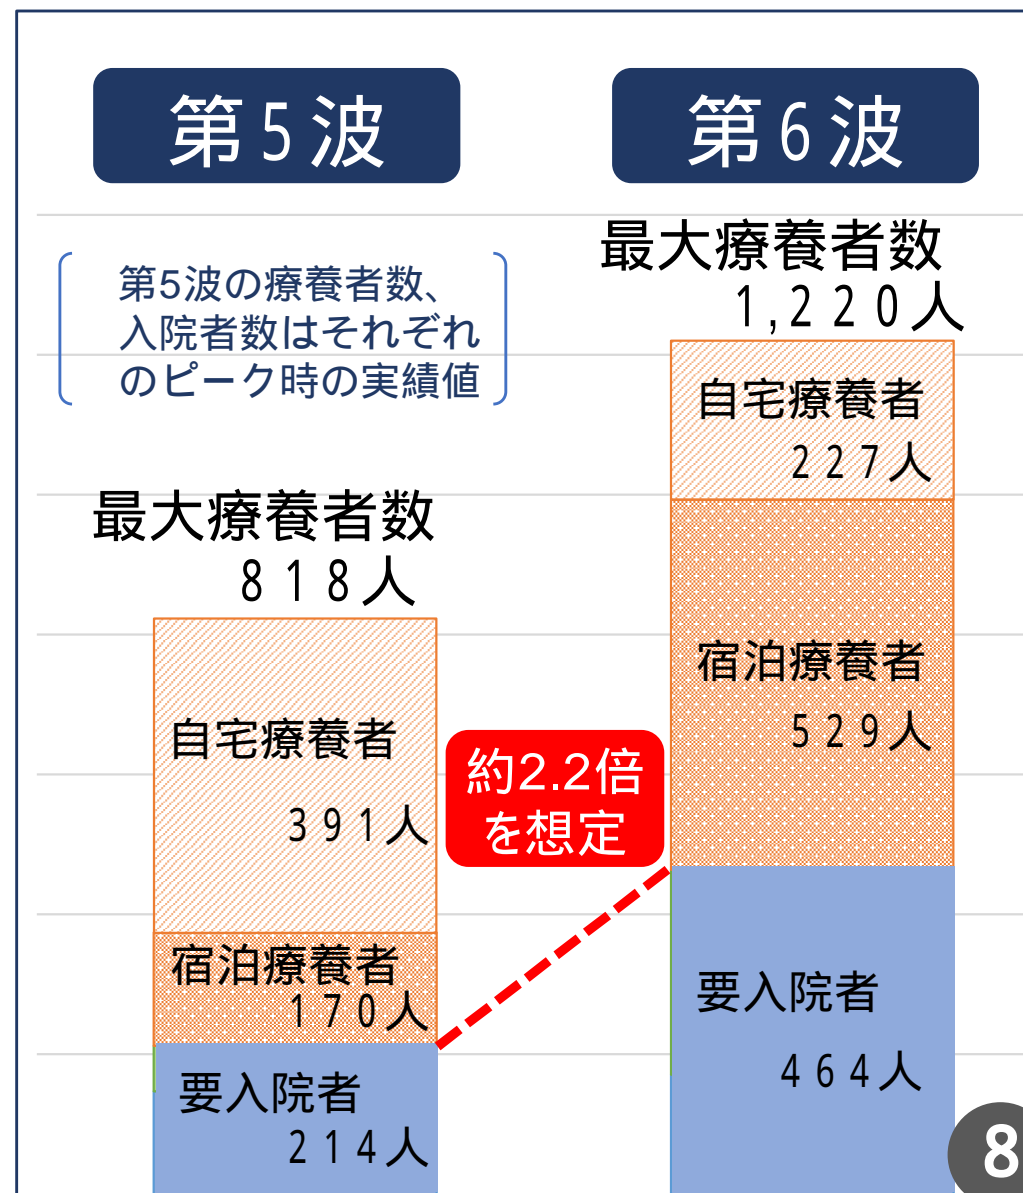 第5波
第6波
第5波の療養者数、
入院者数はそれぞれ
のピーク時の実績値
最大療養者数
818人
自宅療養者
391人
宿泊療養者
170人
要入院者
214人
約2.2倍
を想定
最大療養者数
1,220人
自宅療養者
227人
宿泊療養者
529人
要入院者
464人
8